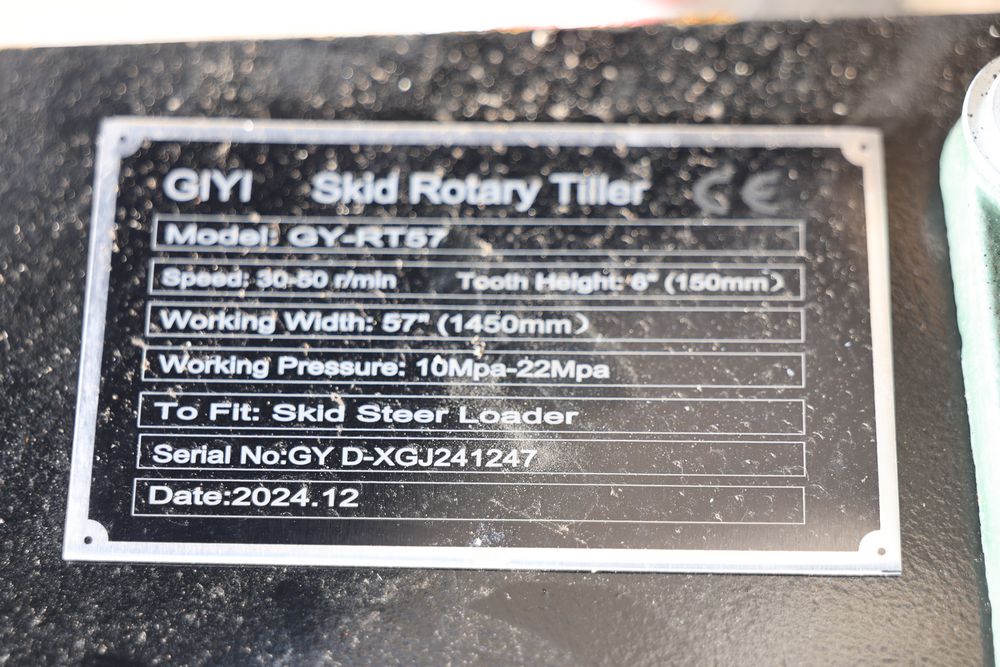 GIYI Skid Rotary Tiller CE
Model: GY-RT57
Speed: 30-50 r/min Tooth Height: 6" (150mm）
Working Width: 57" (1450mm）
Working Pressure: 10Mpa-22Mpa
To Fit: Skid Steer Loader
Serial No:GY D-XGJ241247
Date:2024.12